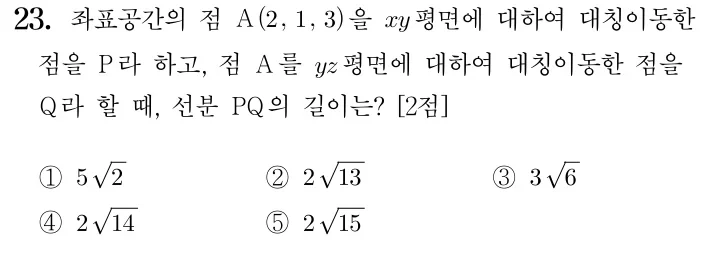 23. 좌표공간의 점 A(2, 1, 3)을 xy평면에 대하여 대칭이동한
점을 P라 하고, 점 A를 yz평면에 대하여 대칭이동한 점을
Q라 할 때, 선분 PQ의 길이는? [2점]
① 5√2 ② 2√13 ③ 3√6
④ 2√14 ⑤ 2√15